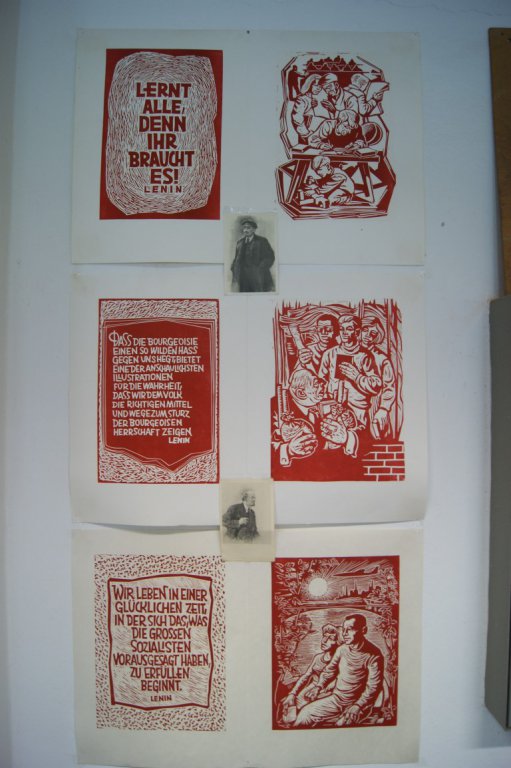 LERNT
ALLE,
DENN
IHR
BRAUCHT
ES!
LENIN
DASS DIE BOURGEOISIE
EINEN SO WILDEN HASS
GEGEN UNS HEGT, BIETET
EINE DER ANSCHAULICHSTEN
ILLUSTRATIONEN
FÜR DIE WAHRHEIT,
DASS WIR DEM VOLK
DIE RICHTIGEN MITTEL
UND WEGE ZUM STURZ
DER BOURGEOISEN
HERRSCHAFT ZEIGEN.
LENIN
WIR LEBEN IN EINER
GLÜCKLICHEN ZEIT,
IN DER SICH DAS, WAS
DIE GROSSEN
SOZIALISTEN
VORAUSGESAGT HABEN,
ZU ERFÜLLEN
BEGINNT.
LENIN